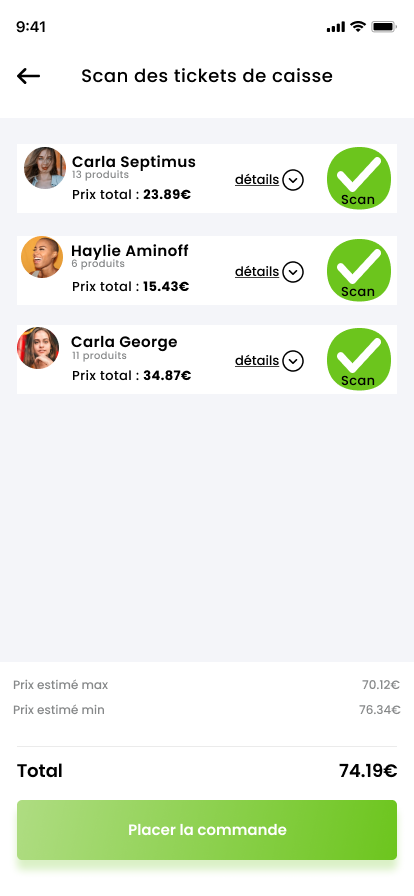 9:41
Scan des tickets de caisse
Carla Septimus
13 produits
Prix total : 23.89€
détails
Scan
Haylie Aminoff
6 produits
Prix total : 15.43€
détails
Scan
Carla George
11 produits
Prix total : 34.87€
détails
Scan
Prix estimé max 70.12€
Prix estimé min 76.34€
Total 74.19€
Placer la commande